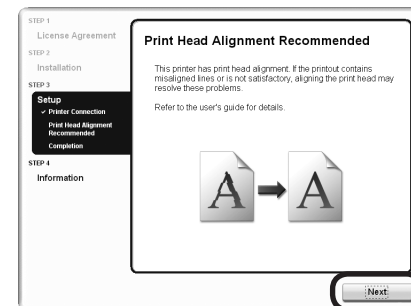 STEP 1
License Agreement
STEP 2
Installation
STEP 3
Setup
✓ Printer Connection
Print Head Alignment
Recommended
Completion
STEP 4
Information
Print Head Alignment Recommended
This printer has print head alignment. If the printout contains
misaligned lines or is not satisfactory, aligning the print head may
resolve these problems.
Refer to the user's guide for details.
A A
Next